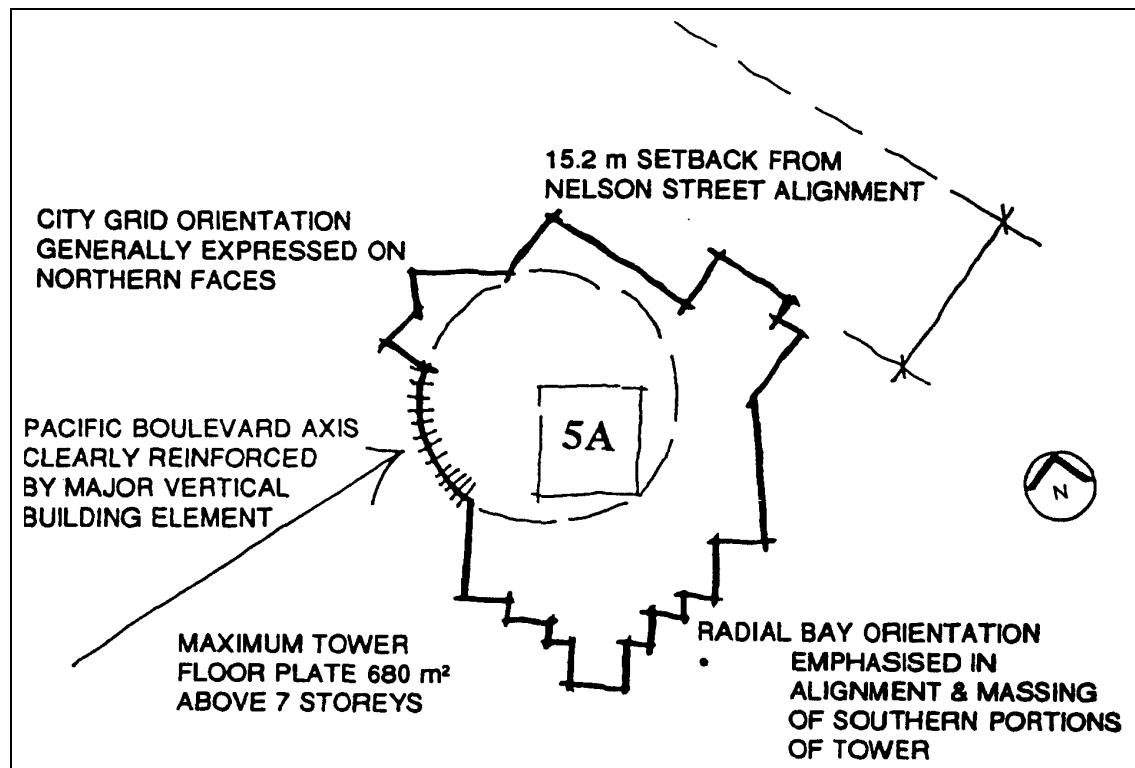 15.2 m SETBACK FROM
NELSON STREET ALIGNMENT
CITY GRID ORIENTATION
GENERALLY EXPRESSED ON
NORTHERN FACES
PACIFIC BOULEVARD AXIS
CLEARLY REINFORCED
BY MAJOR VERTICAL
BUILDING ELEMENT
5A
N
MAXIMUM TOWER
FLOOR PLATE 680 m²
ABOVE 7 STOREYS
RADIAL BAY ORIENTATION
EMPHASISED IN
ALIGNMENT & MASSING
OF SOUTHERN PORTIONS
OF TOWER